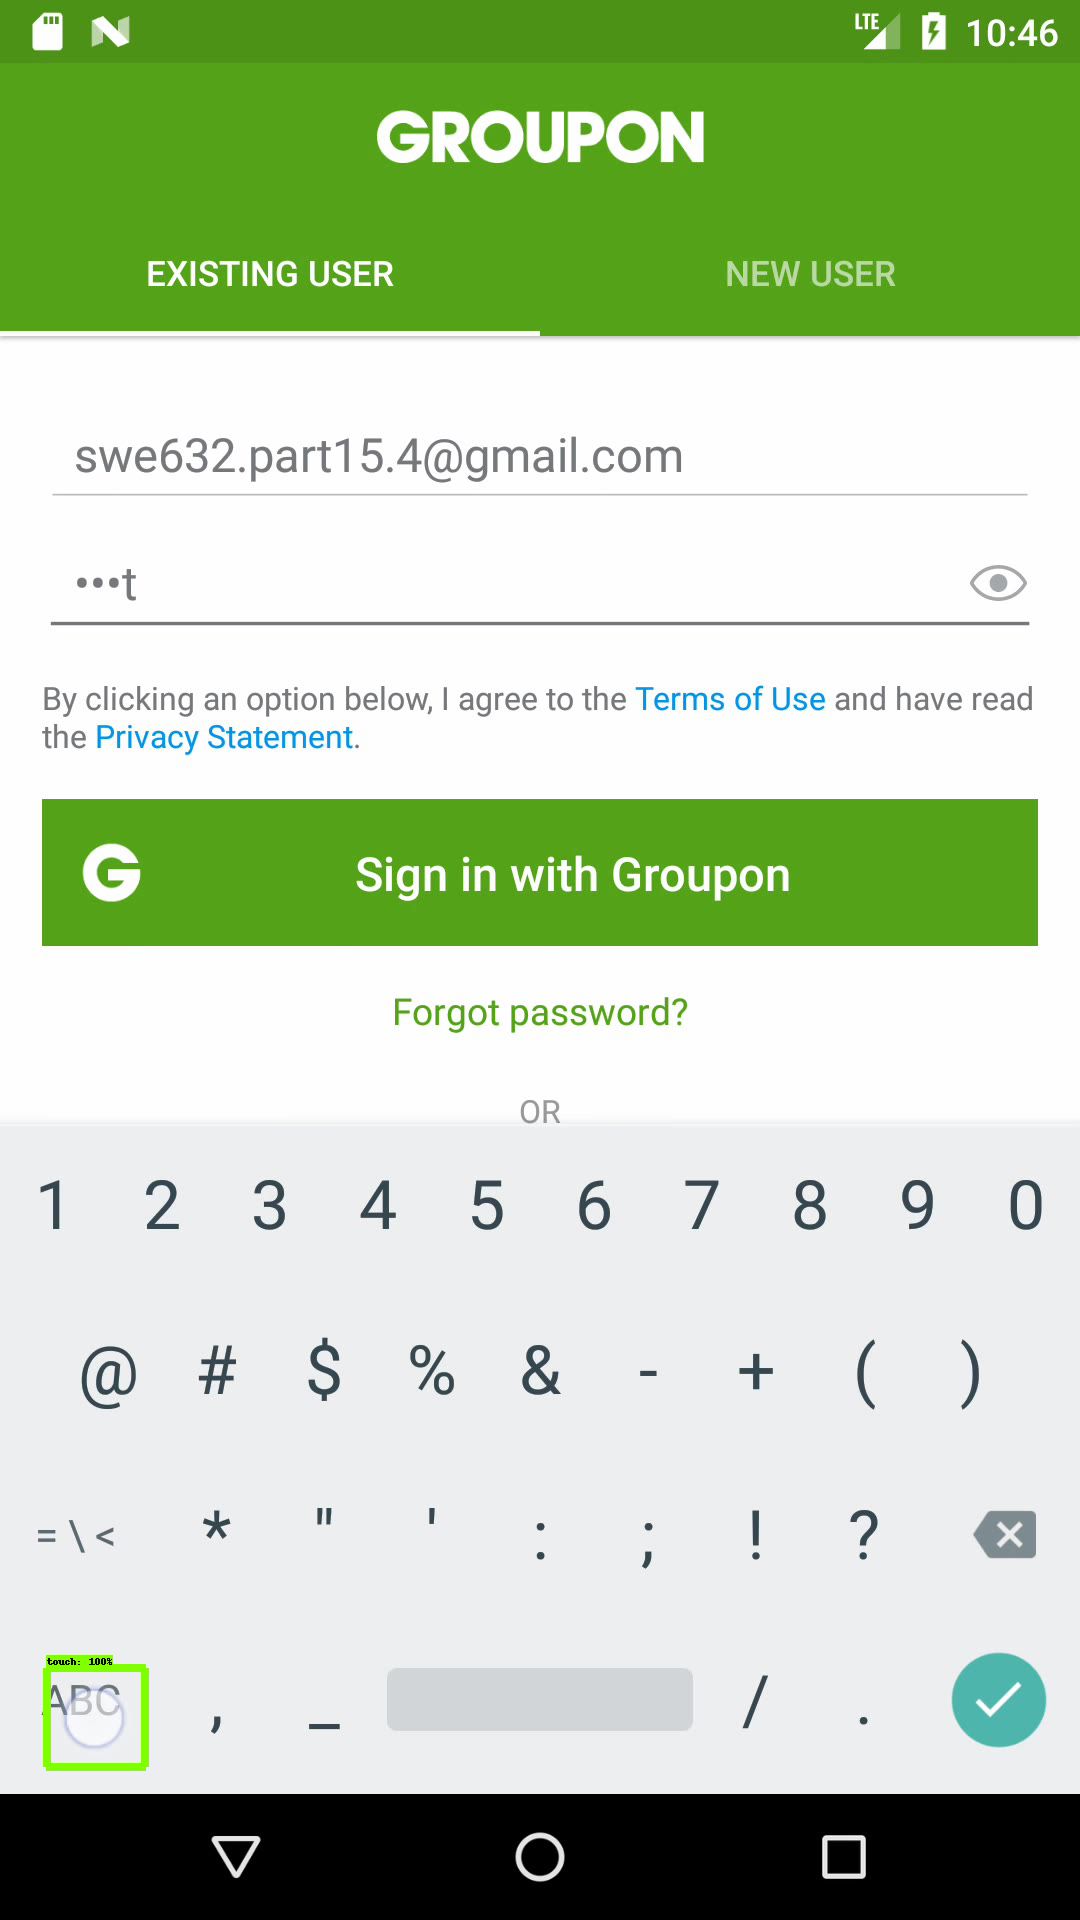 LTE 10:46
GROUPON
EXISTING USER NEW USER
swe632.part15.4@gmail.com
•••t
By clicking an option below, I agree to the Terms of Use and have read
the Privacy Statement.
G Sign in with Groupon
Forgot password?
OR
1 2 3 4 5 6 7 8 9 0
@ # $ % & - + ( )
= \ < * " ' : ; ! ?
touch: 100%
ABC , _ / .